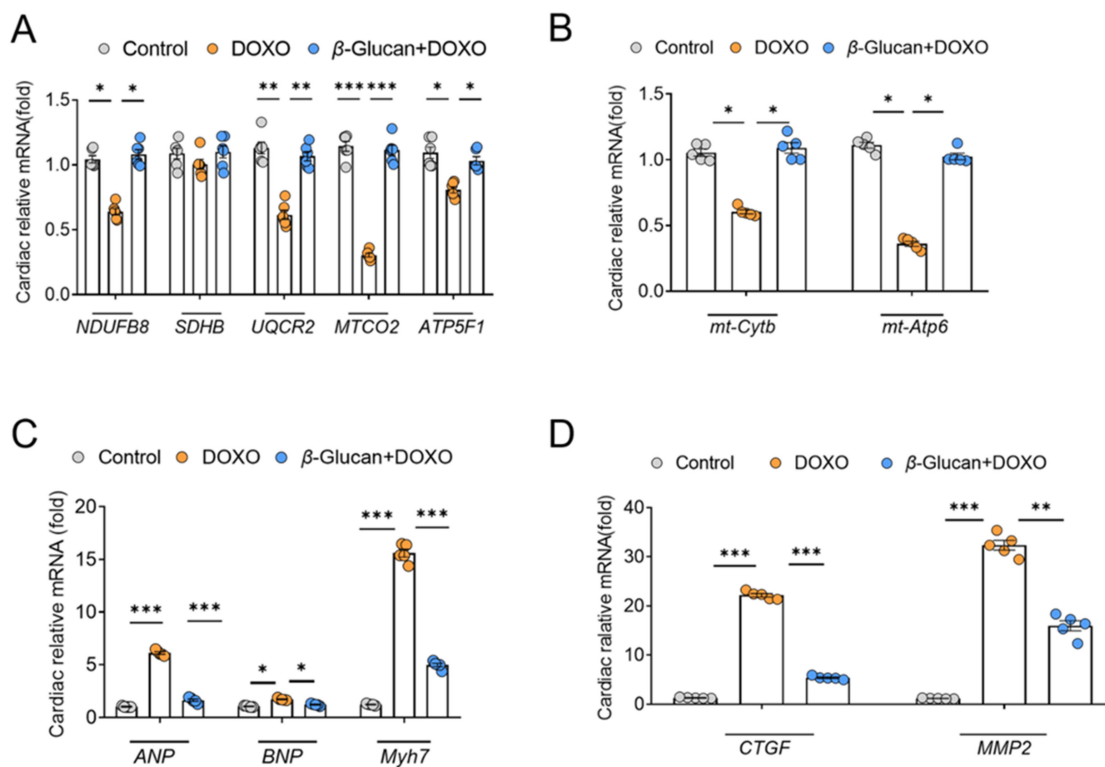 A
Control DOXO β-Glucan+DOXO
Cardiac relative mRNA(fold)
* * ** ** *** *** * *
1.5
1.0
0.5
0.0
NDUFB8 SDHB UQCR2 MTCO2 ATP5F1
B
Control DOXO β-Glucan+DOXO
Cardiac relative mRNA(fold)
* * * *
1.5
1.0
0.5
0.0
mt-Cytb mt-Atp6
C
Control DOXO β-Glucan+DOXO
Cardiac relative mRNA (fold)
*** *** * * *** ***
20
15
10
5
0
ANP BNP Myh7
D
Control DOXO β-Glucan+DOXO
Cardiac relative mRNA(fold)
*** *** *** **
40
30
20
10
0
CTGF MMP2